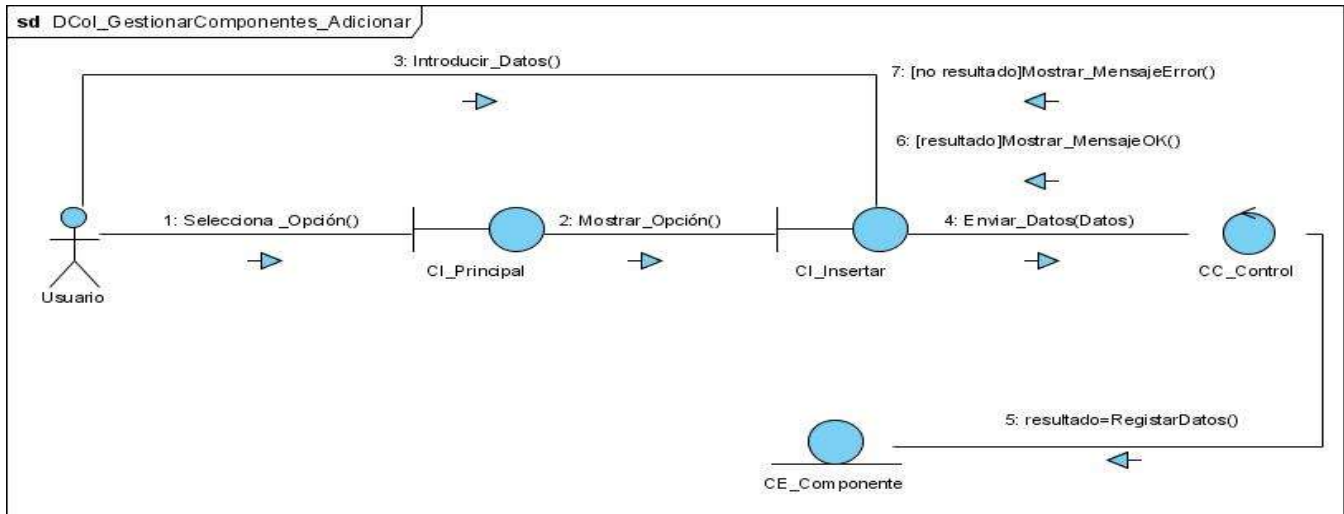 sd DCol_GestionarComponentes_Adicionar
3: Introducir_Datos()
7: [no resultado]Mostrar_MensajeError()
6: [resultado]Mostrar_MensajeOK()
1: Selecciona _Opción()
2: Mostrar_Opción()
4: Enviar_Datos(Datos)
CI_Principal
CI_Insertar
CC_Control
Usuario
5: resultado=RegistarDatos()
CE_Componente